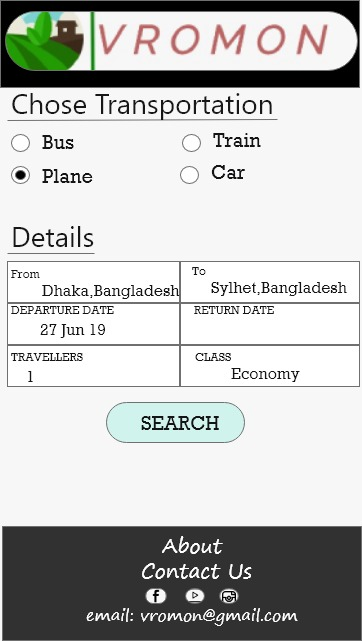 VROMON
Chose Transportation
Bus
Train
Plane
Car
Details
From
To
Dhaka,Bangladesh
Sylhet,Bangladesh
DEPARTURE DATE
RETURN DATE
27 Jun 19
TRAVELLERS
CLASS
1
Economy
SEARCH
About
Contact Us
email: vromon@gmail.com